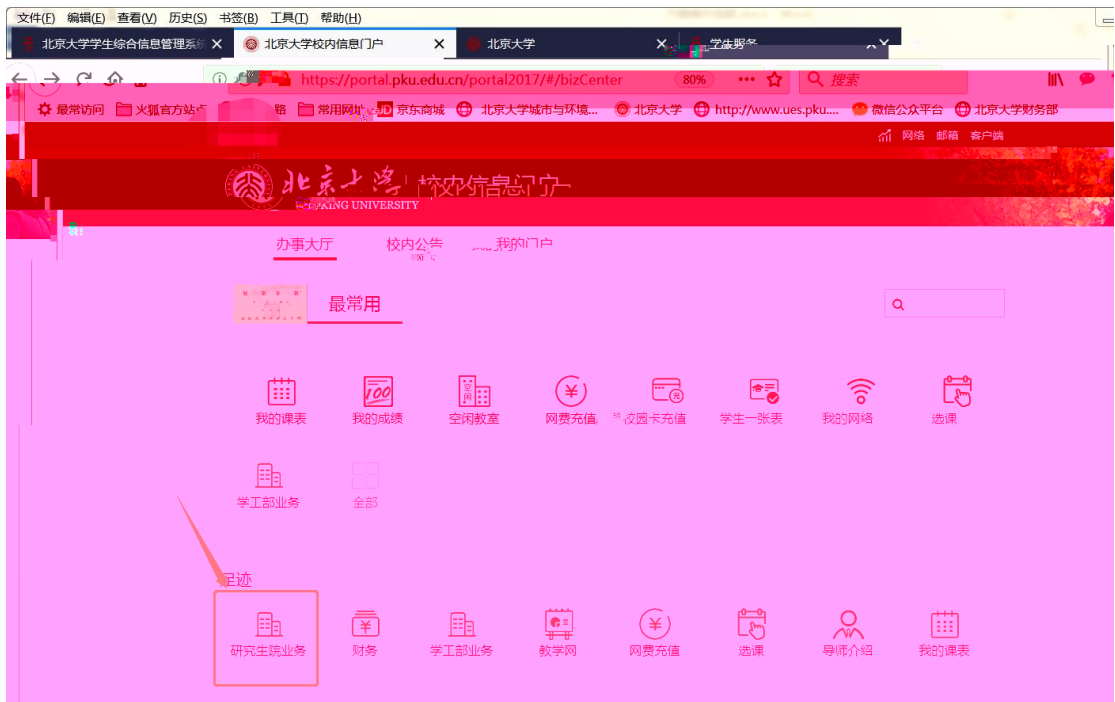 文件(F) 编辑(E) 查看(V) 历史(S) 书签(B) 工具(T) 帮助(H)
北京大学学生综合信息管理系统 × 北京大学校内信息门户 × 北京大学 ×
https://portal.pku.edu.cn/portal2017/#/bizCenter 80% ••• 搜索
最常访问 火狐官方站点 常用网址 京东商城 北京大学城市与环境... 北京大学 http://www.ues.pku.... 微信公众平台 北京大学财务部
网络 邮箱 客户端
北京大学 校内信息门户
UNIVERSITY
办事大厅 校内公告 我的门户
最常用
我的课表 我的成绩 空闲教室 网费充值 校园卡充值 学生一张表 我的网络 选课
学工部业务 全部
足迹
研究生院业务 财务 学工部业务 教学网 网费充值 选课 导师介绍 我的课表